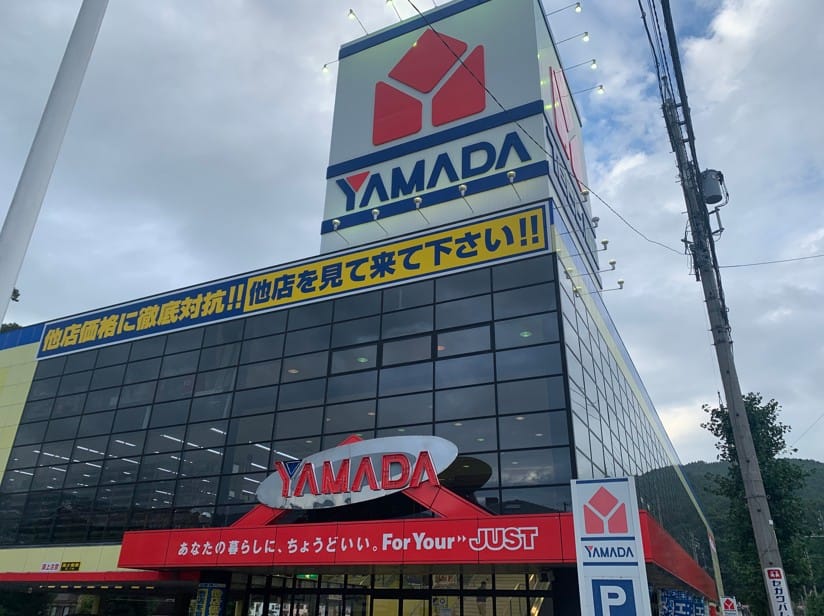 YAMADA
他店価格に徹底対抗!! 他店を見て来て下さい!!
YAMADA
あなたの暮らしに、ちょうどいい。For Your JUST
YAMADA
P